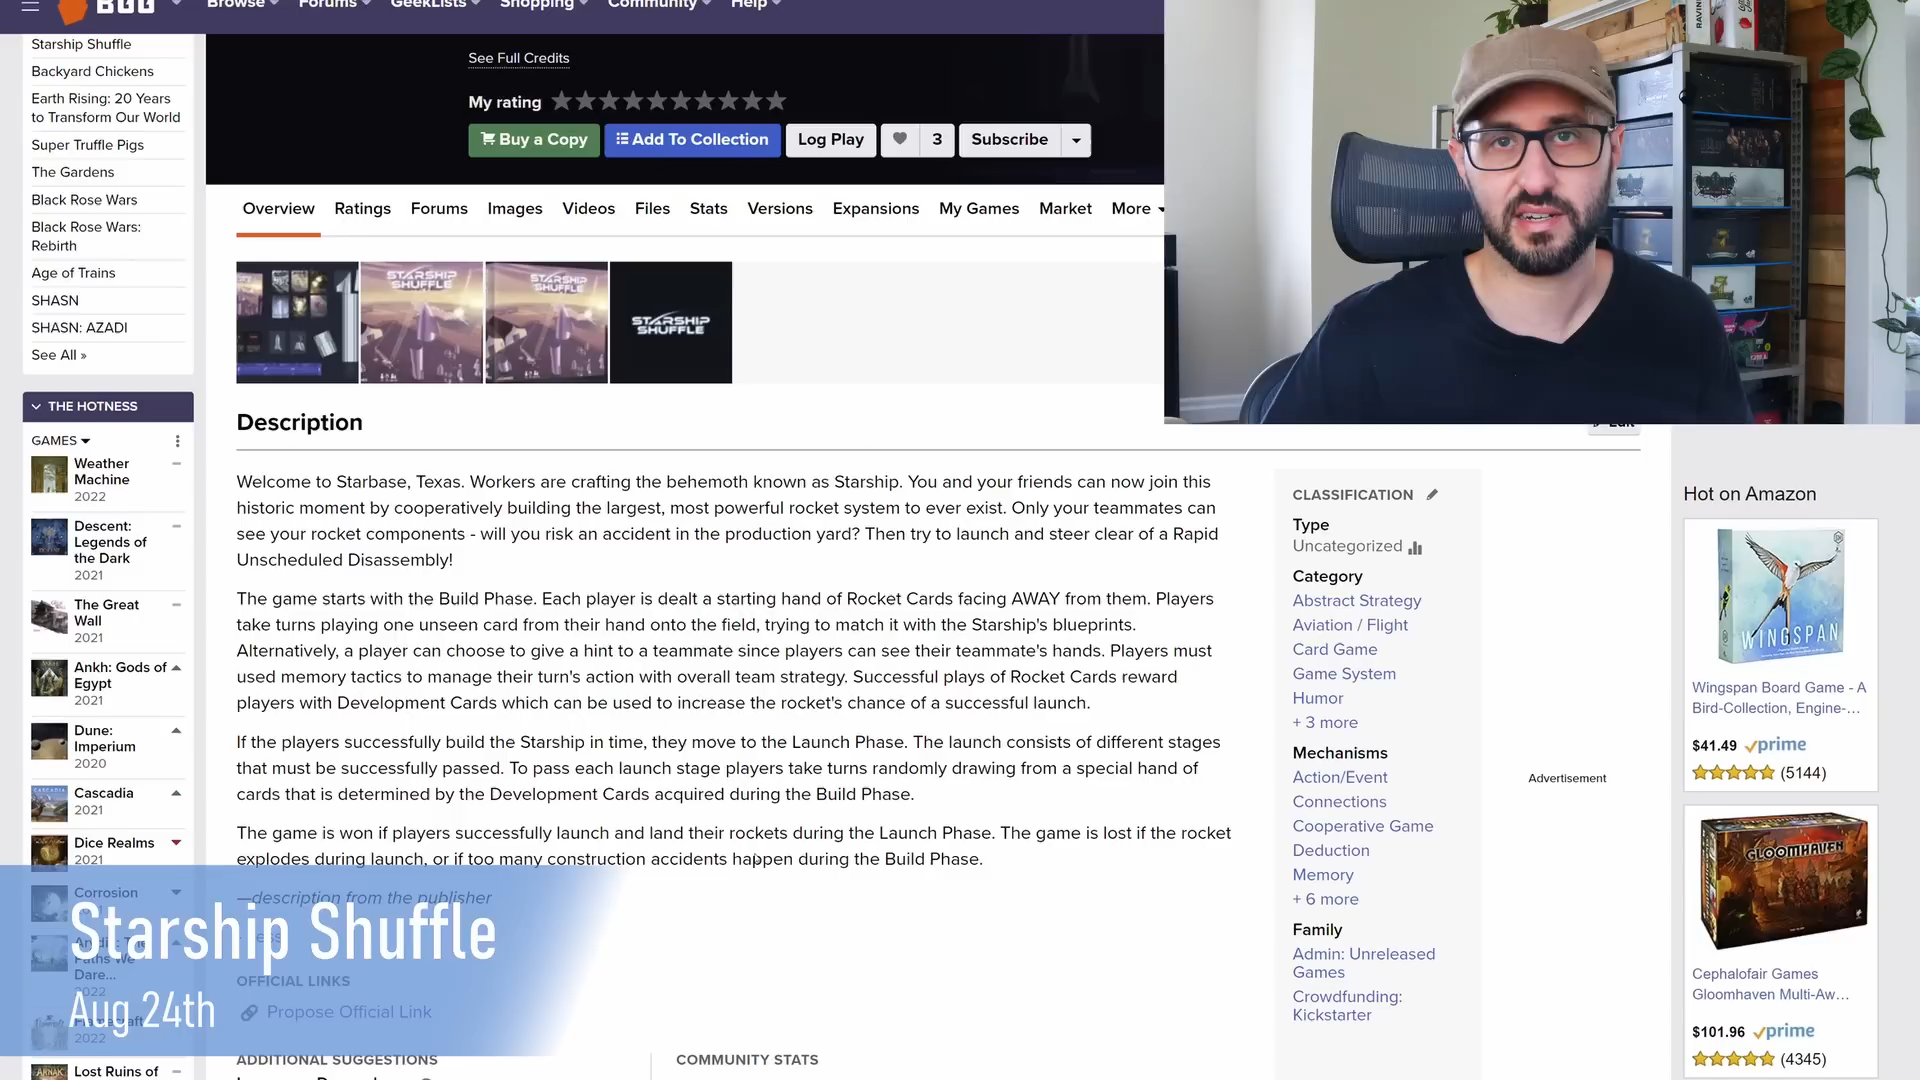 BGG
Browse
Forums
GeekLists
Shopping
Community
Help
Starship Shuffle
Backyard Chickens
Earth Rising: 20 Years
to Transform Our World
Super Truffle Pigs
The Gardens
Black Rose Wars
Black Rose Wars:
Rebirth
Age of Trains
SHASN
SHASN: AZADI
See All »
THE HOTNESS
GAMES
Weather
Machine
2022
Descent:
Legends of
the Dark
2021
The Great
Wall
2021
Ankh: Gods of
Egypt
2021
Dune:
Imperium
2020
Cascadia
2021
Dice Realms
2021
Corrosion
Paths We
Dare...
2022
2022
Lost Ruins of
See Full Credits
My rating
Buy a Copy
Add To Collection
Log Play
3
Subscribe
Overview
Ratings
Forums
Images
Videos
Files
Stats
Versions
Expansions
My Games
Market
More
STARSHIP
SHUFFLE
STARSHIP
SHUFFLE
STARSHIP
SHUFFLE
Description
Edit
Welcome to Starbase, Texas. Workers are crafting the behemoth known as Starship. You and your friends can now join this
historic moment by cooperatively building the largest, most powerful rocket system to ever exist. Only your teammates can
see your rocket components - will you risk an accident in the production yard? Then try to launch and steer clear of a Rapid
Unscheduled Disassembly!
The game starts with the Build Phase. Each player is dealt a starting hand of Rocket Cards facing AWAY from them. Players
take turns playing one unseen card from their hand onto the field, trying to match it with the Starship's blueprints.
Alternatively, a player can choose to give a hint to a teammate since players can see their teammate's hands. Players must
used memory tactics to manage their turn's action with overall team strategy. Successful plays of Rocket Cards reward
players with Development Cards which can be used to increase the rocket's chance of a successful launch.
If the players successfully build the Starship in time, they move to the Launch Phase. The launch consists of different stages
that must be successfully passed. To pass each launch stage players take turns randomly drawing from a special hand of
cards that is determined by the Development Cards acquired during the Build Phase.
The game is won if players successfully launch and land their rockets during the Launch Phase. The game is lost if the rocket
explodes during launch, or if too many construction accidents happen during the Build Phase.
—description from the publisher
Starship Shuffle
Aug 24th
OFFICIAL LINKS
Propose Official Link
ADDITIONAL SUGGESTIONS
COMMUNITY STATS
CLASSIFICATION
Type
Uncategorized
Category
Abstract Strategy
Aviation / Flight
Card Game
Game System
Humor
+ 3 more
Mechanisms
Action/Event
Connections
Cooperative Game
Deduction
Memory
+ 6 more
Family
Admin: Unreleased
Games
Crowdfunding:
Kickstarter
Advertisement
Hot on Amazon
WINGSPAN
Wingspan Board Game - A
Bird-Collection, Engine-...
$41.49 prime
(5144)
GLOOMHAVEN
Cephalofair Games
Gloomhaven Multi-Aw...
$101.96 prime
(4345)